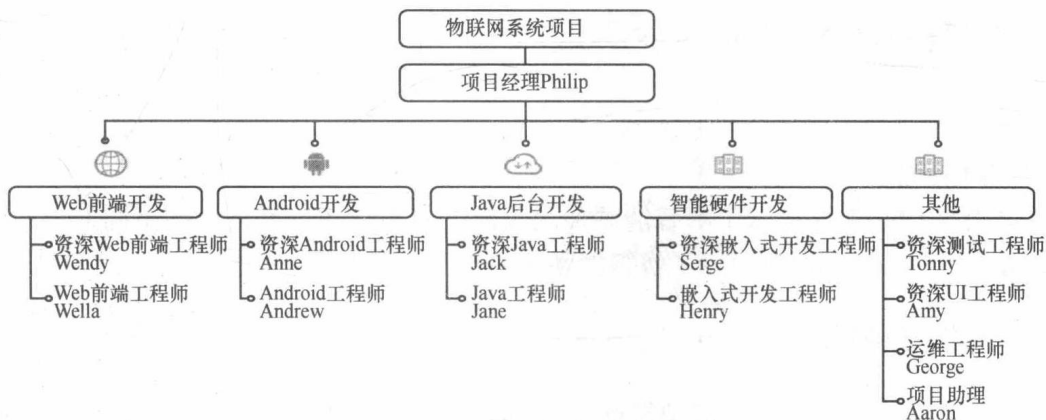 物联网系统项目
项目经理Philip
Web前端开发
资深Web前端工程师
Wendy
Web前端工程师
Wella
Android开发
资深Android工程师
Anne
Android工程师
Andrew
Java后台开发
资深Java工程师
Jack
Java工程师
Jane
智能硬件开发
资深嵌入式开发工程师
Serge
嵌入式开发工程师
Henry
其他
资深测试工程师
Tonny
资深UI工程师
Amy
运维工程师
George
项目助理
Aaron